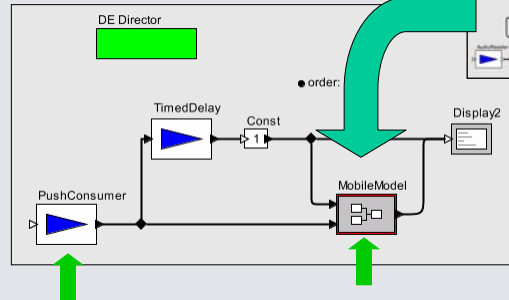 DE Director
order:
TimedDelay
Const
1
Display2
PushConsumer
MobileModel